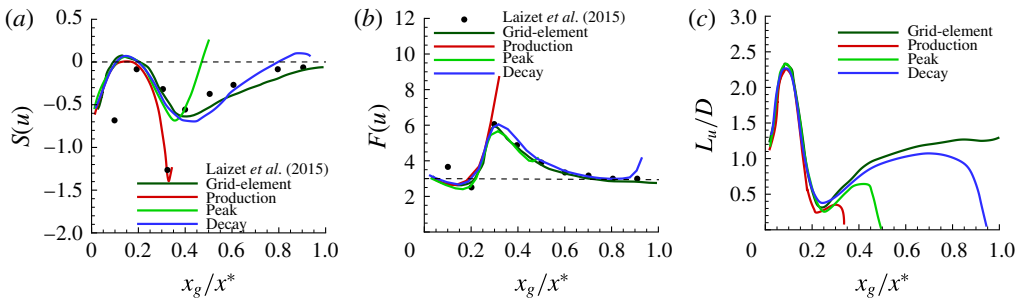 (a)
0.5
0
−0.5
−1.0
−1.5
−2.0
S(u)
Laizet et al. (2015)
Grid-element
Production
Peak
Decay
0 0.2 0.4 0.6 0.8 1.0
x_g/x*
(b)
12
10
8
6
4
2
F(u)
Laizet et al. (2015)
Grid-element
Production
Peak
Decay
0 0.2 0.4 0.6 0.8 1.0
x_g/x*
(c)
3.0
2.5
2.0
1.5
1.0
0.5
L_u/D
Grid-element
Production
Peak
Decay
0 0.2 0.4 0.6 0.8 1.0
x_g/x*